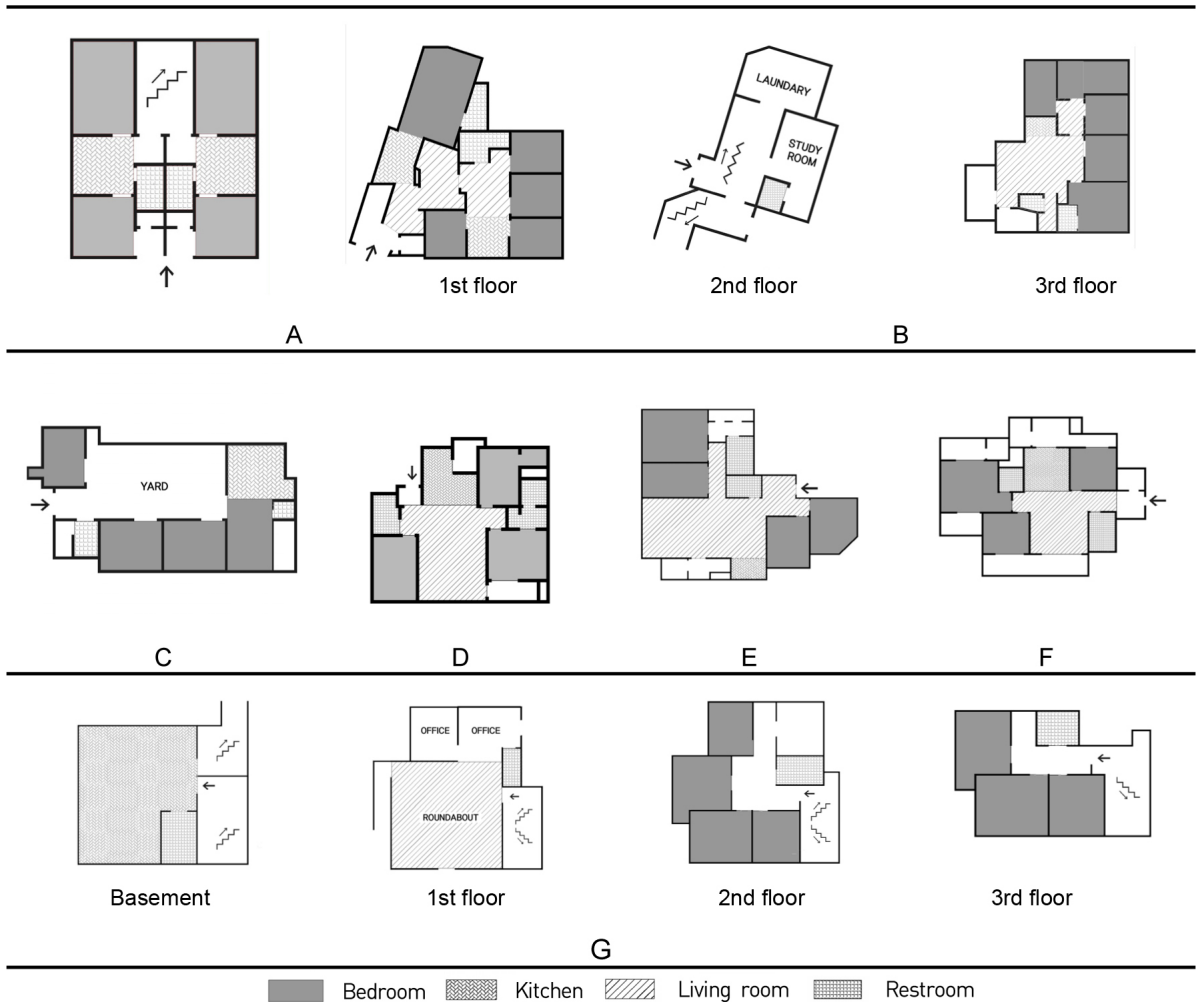 LAUNDARY
STUDY
ROOM
1st floor
2nd floor
3rd floor
A
B
YARD
C
D
E
F
OFFICE
OFFICE
ROUNDABOUT
Basement
1st floor
2nd floor
3rd floor
G
Bedroom
Kitchen
Living room
Restroom